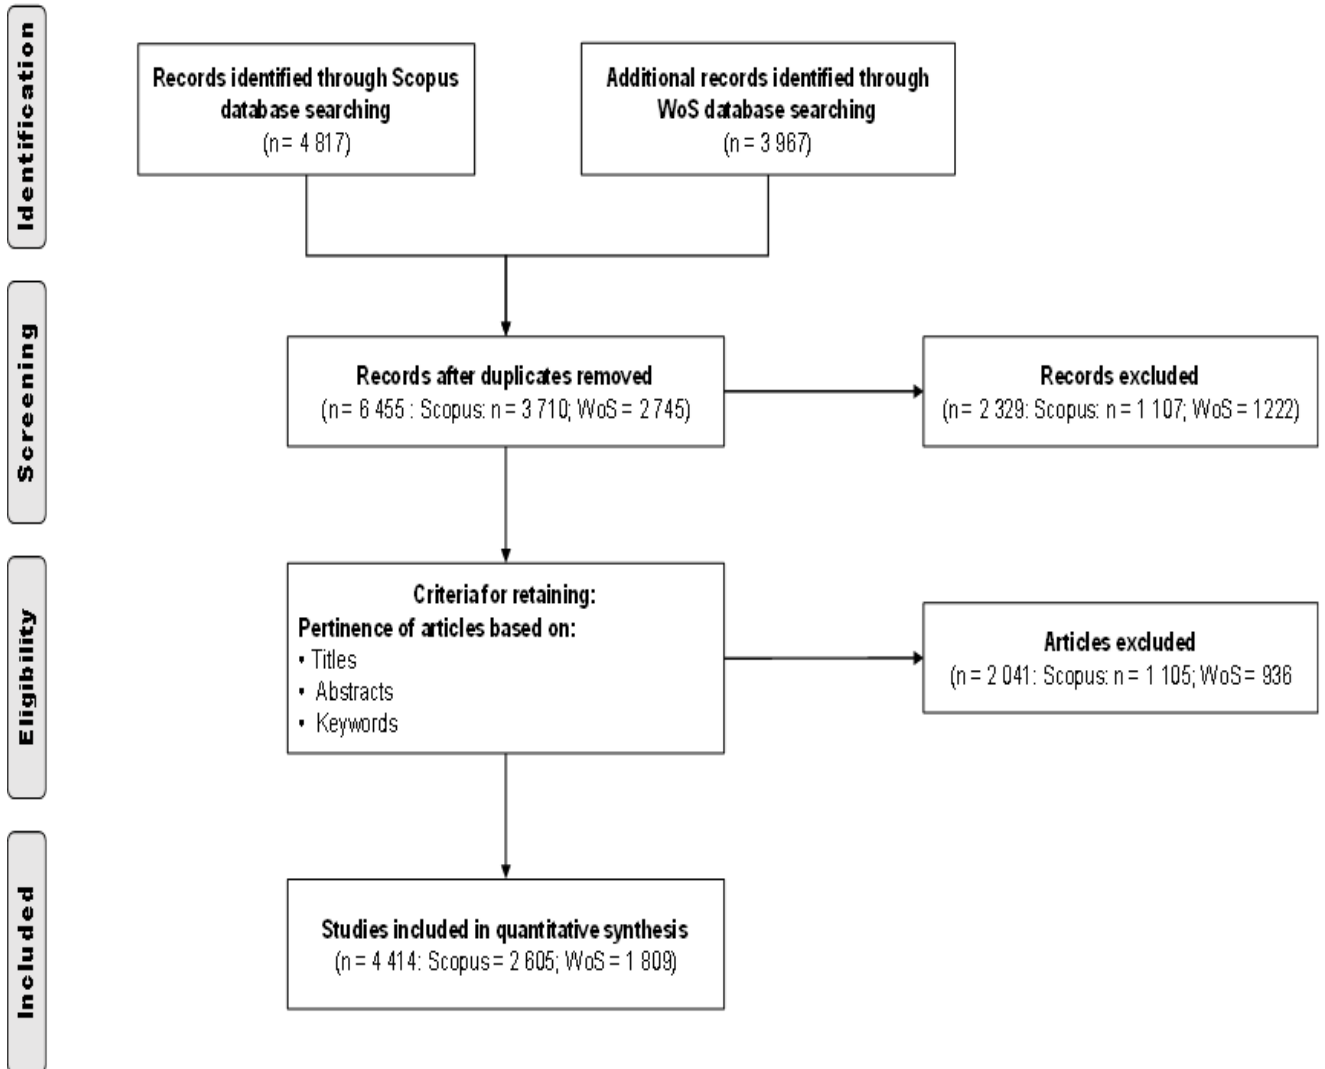 Identification
Records identified through Scopus
database searching
(n = 4 817)
Additional records identified through
WoS database searching
(n = 3 967)
Screening
Records after duplicates removed
(n = 6 455 : Scopus: n = 3 710; WoS = 2 745)
Records excluded
(n = 2 329: Scopus: n = 1 107; WoS = 1222)
Eligibility
Criteria for retaining:
Pertinence of articles based on:
• Titles
• Abstracts
• Keywords
Articles excluded
(n = 2 041: Scopus: n = 1 105; WoS = 936
Included
Studies included in quantitative synthesis
(n = 4 414: Scopus = 2 605; WoS = 1 809)